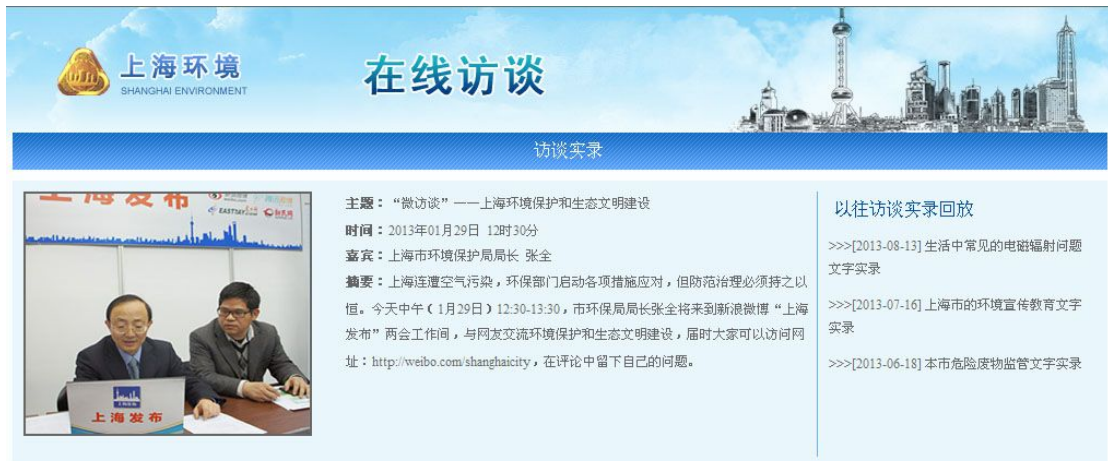 上海环境
SHANGHAI ENVIRONMENT
在线访谈
访谈实录
上海发布
EASTDAY
上海发布
主题：“微访谈”——上海环境保护和生态文明建设
时间：2013年01月29日 12时30分
嘉宾：上海市环境保护局局长 张全
摘要：上海连遭空气污染，环保部门启动各项措施应对，但防范治理必须持之以
恒。今天中午（1月29日）12:30-13:30，市环保局局长张全将来到新浪微博“上海
发布”两会工作间，与网友交流环境保护和生态文明建设，届时大家可以访问网
址：http://weibo.com/shanghaicity，在评论中留下自己的问题。
以往访谈实录回放
>>>[2013-08-13] 生活中常见的电磁辐射问题
文字实录
>>>[2013-07-16] 上海市的环境宣传教育文字
实录
>>>[2013-06-18] 本市危险废物监管文字实录